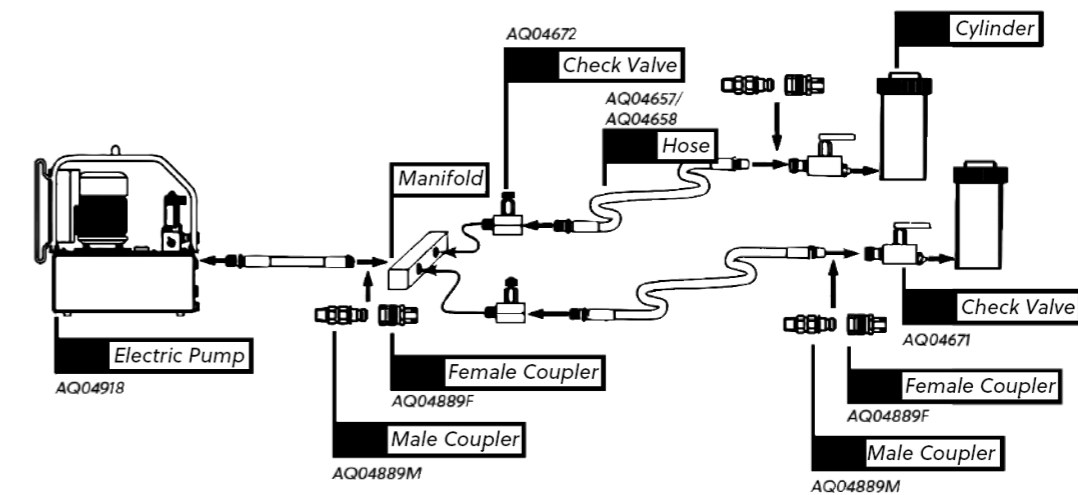 Cylinder
AQ04672
Check Valve
AQ04657/
AQ04658
Hose
Manifold
Check Valve
AQ04671
Electric Pump
AQ04918
Female Coupler
AQ04889F
Male Coupler
AQ04889M
Female Coupler
AQ04889F
Male Coupler
AQ04889M